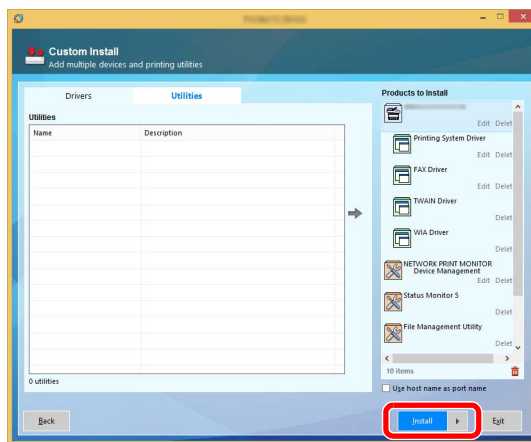 Custom Install
Add multiple devices and printing utilities
Drivers
Utilities
Utilities
Name
Description
0 utilities
Products to Install
Edit Delet
Printing System Driver
Edit Delet
FAX Driver
Edit Delet
TWAIN Driver
Delet
WIA Driver
Delet
NETWORK PRINT MONITOR
Device Management
Edit Delet
Status Monitor 5
Delet
File Management Utility
Delet
10 items
Use host name as port name
Back
Install
Exit